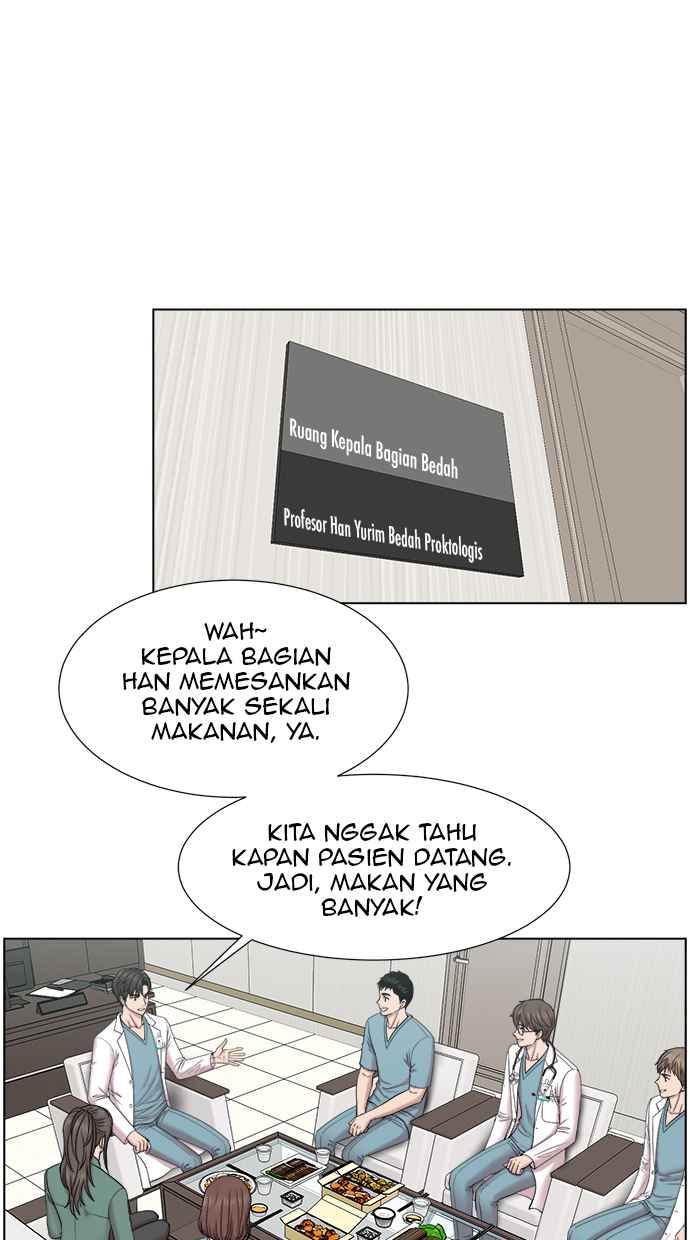 Ruang Kepala Bagian Bedah
Profesor Han Yurim Bedah Proktologis
WAH~
KEPALA BAGIAN
HAN MEMESANKAN
BANYAK SEKALI
MAKANAN, YA.
KITA NGGAK TAHU
KAPAN PASIEN DATANG.
JADI, MAKAN YANG
BANYAK!